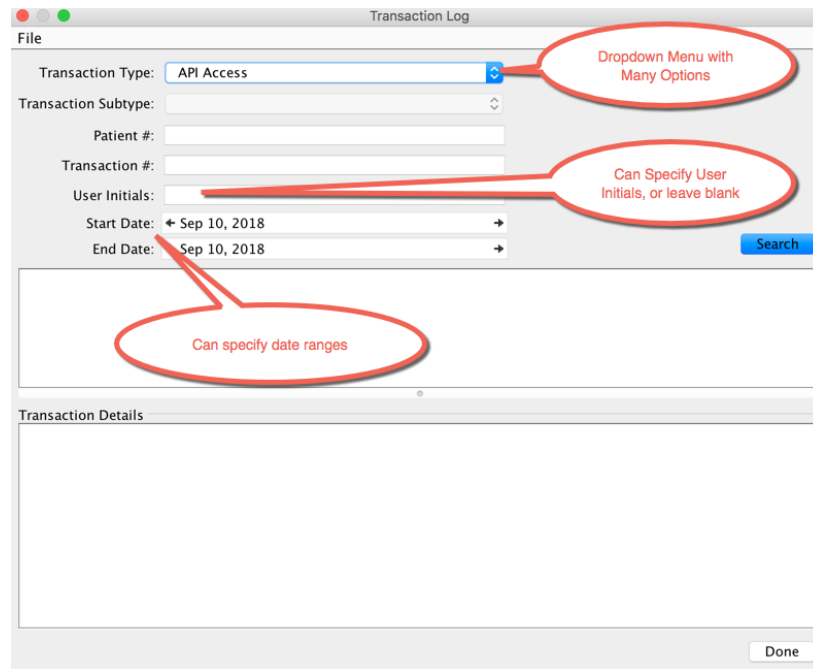 Transaction Log
File
Transaction Type: API Access
Dropdown Menu with
Many Options
Transaction Subtype:
Patient #:
Transaction #:
Can Specify User
Initials, or leave blank
User Initials:
Start Date: Sep 10, 2018
End Date: Sep 10, 2018
Search
Can specify date ranges
Transaction Details
Done